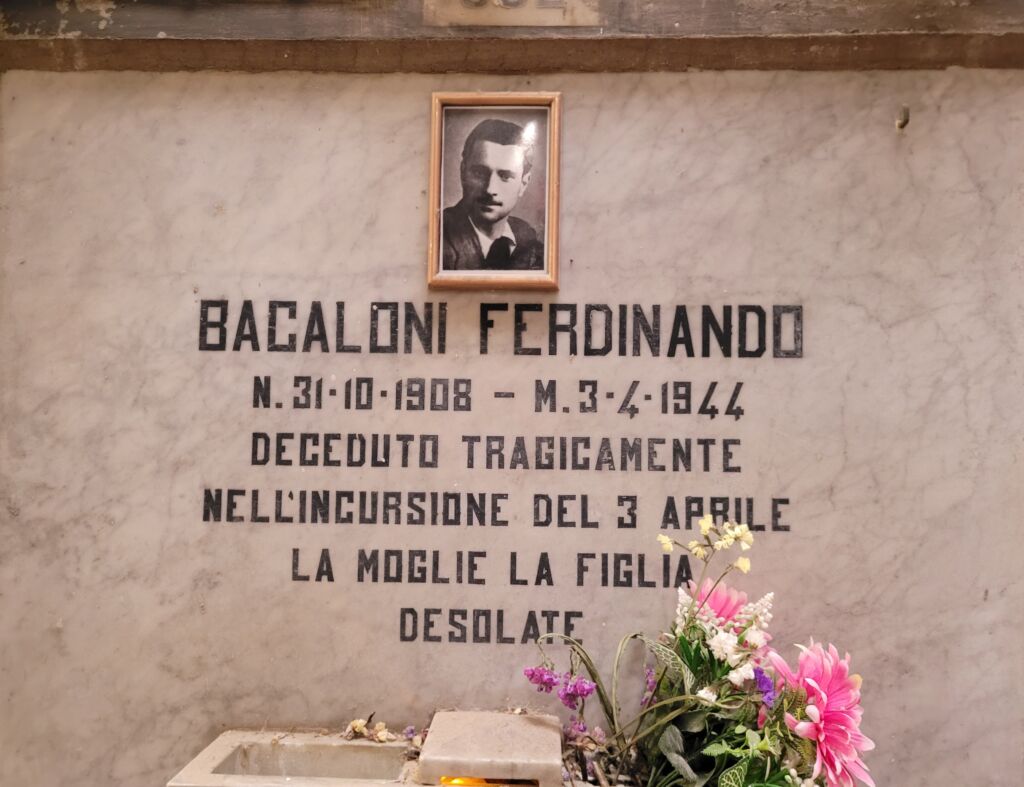 BACALONI FERDINANDO
N. 31·10·1908 – M. 3·4·1944
DECEDUTO TRAGICAMENTE
NELL'INCURSIONE DEL 3 APRILE
LA MOGLIE LA FIGLIA
DESOLATE